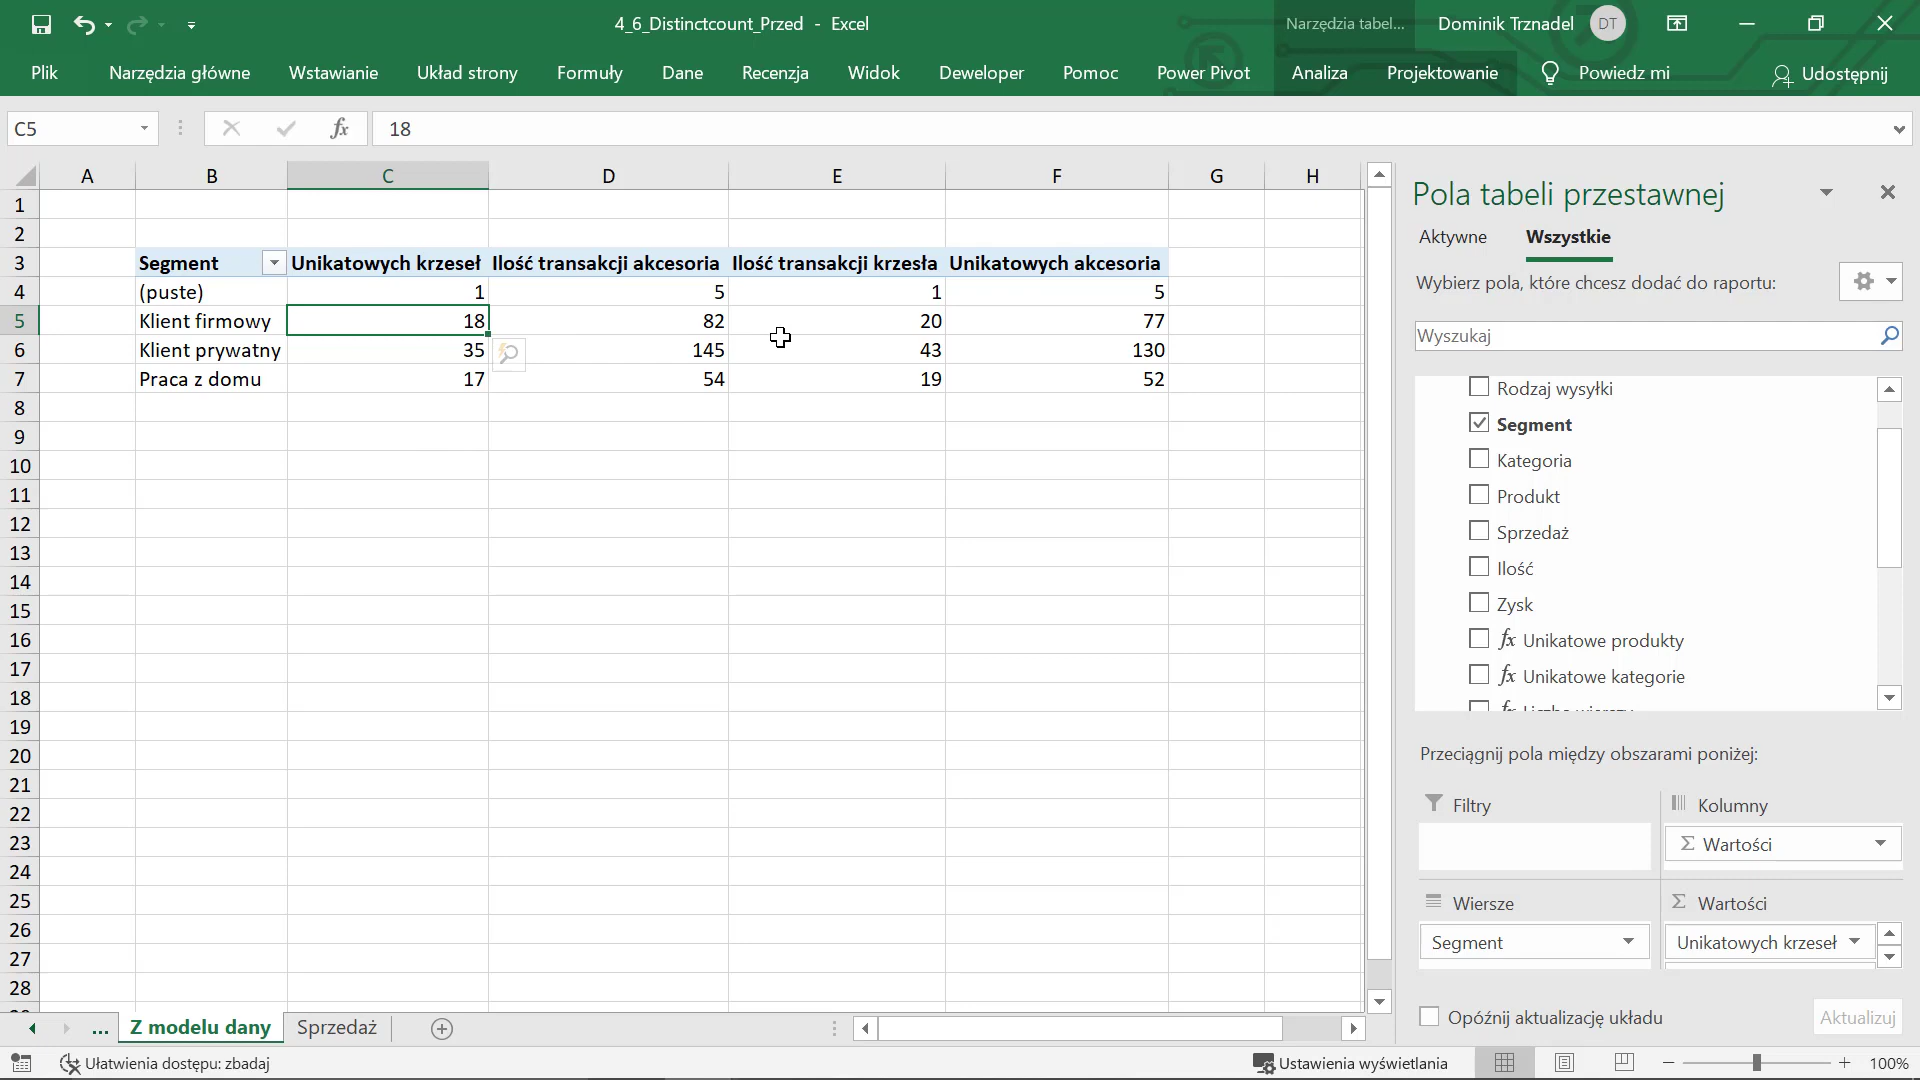 4_6_Distinctcount_Przed - Excel
Narzędzia tabel...
Dominik Trznadel
DT
Plik
Narzędzia główne
Wstawianie
Układ strony
Formuły
Dane
Recenzja
Widok
Deweloper
Pomoc
Power Pivot
Analiza
Projektowanie
Powiedz mi
Udostępnij
C5
fx
18
A B C D E F G H
1
2
3 Segment Unikatowych krzeseł Ilość transakcji akcesoria Ilość transakcji krzesła Unikatowych akcesoria
4 (puste) 1 5 1 5
5 Klient firmowy 18 82 20 77
6 Klient prywatny 35 145 43 130
7 Praca z domu 17 54 19 52
8
9
10
11
12
13
14
15
16
17
18
19
20
21
22
23
24
25
26
27
28
Pola tabeli przestawnej
Aktywne
Wszystkie
Wybierz pola, które chcesz dodać do raportu:
Wyszukaj
Rodzaj wysyłki
Segment
Kategoria
Produkt
Sprzedaż
Ilość
Zysk
fx Unikatowe produkty
fx Unikatowe kategorie
Przeciągnij pola między obszarami poniżej:
Filtry
Kolumny
Σ Wartości
Wiersze
Σ Wartości
Segment
Unikatowych krzeseł
Opóźnij aktualizację układu
Aktualizuj
...
Z modelu dany
Sprzedaż
Ułatwienia dostępu: zbadaj
Ustawienia wyświetlania
100%